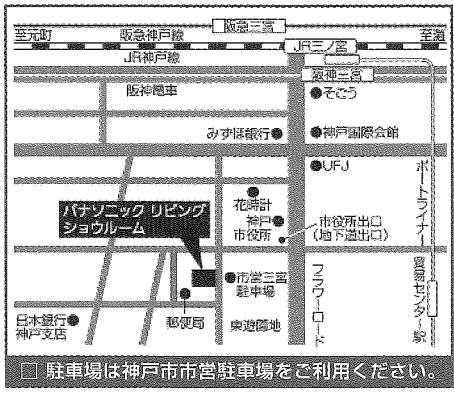 阪急三宮
至元町
阪急神戸線
至灘
JR三ノ宮
JR神戸線
阪神三宮
阪神電車
そごう
みずほ銀行
神戸国際会館
UFJ
ポートライナー
花時計
パナソニック リビング
ショウルーム
神戸
市役所
市役所出口
(地下道出口)
フラワーロード
貿易センター駅
市営三宮
駐車場
日本銀行
神戸支店
郵便局
東遊園地
□ 駐車場は神戸市市営駐車場をご利用ください。